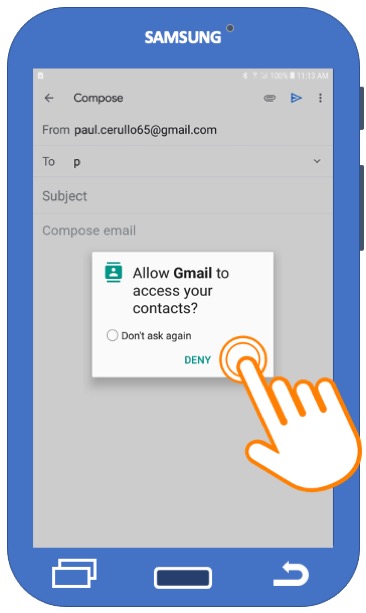 SAMSUNG
100% 11:13 AM
Compose
From paul.cerullo65@gmail.com
To p
Subject
Compose email
Allow Gmail to
access your
contacts?
Don't ask again
DENY